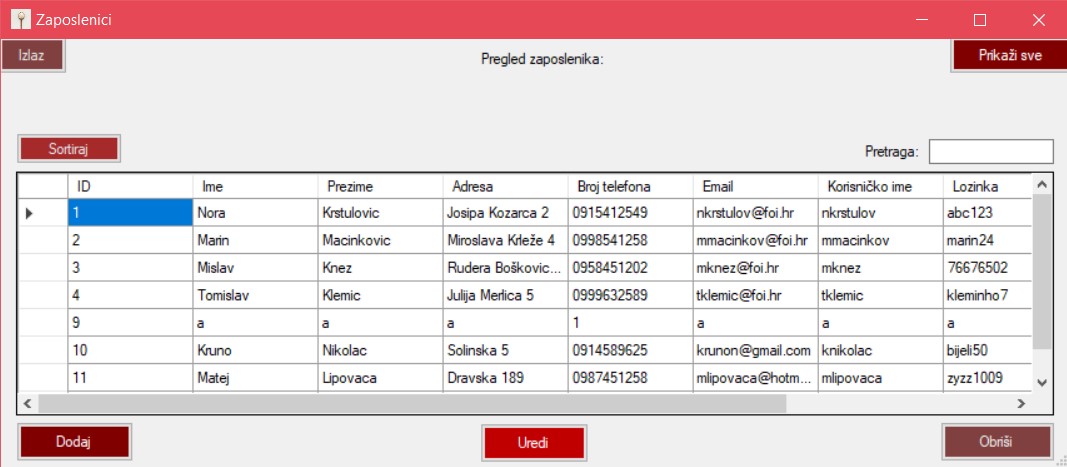 Zaposlenici
Izlaz Pregled zaposlenika: Prikaži sve
Sortiraj Pretraga:
ID Ime Prezime Adresa Broj telefona Email Korisničko ime Lozinka
1 Nora Krstulovic Josipa Kozarca 2 0915412549 nkrstulov@foi.hr nkrstulov abc123
2 Marin Macinkovic Miroslava Krleže 4 0998541258 mmacinkov@foi.hr mmacinkov marin24
3 Mislav Knez Rudera Boškovic... 0958451202 mknez@foi.hr mknez 76676502
4 Tomislav Klemic Julija Merlica 5 0999632589 tklemic@foi.hr tklemic kleminho7
9 a a a 1 a a a
10 Kruno Nikolac Solinska 5 0914589625 krunon@gmail.com knikolac bijeli50
11 Matej Lipovaca Dravska 189 0987451258 mlipovaca@hotm... mlipovaca zyzz1009
Dodaj Uredi Obriši